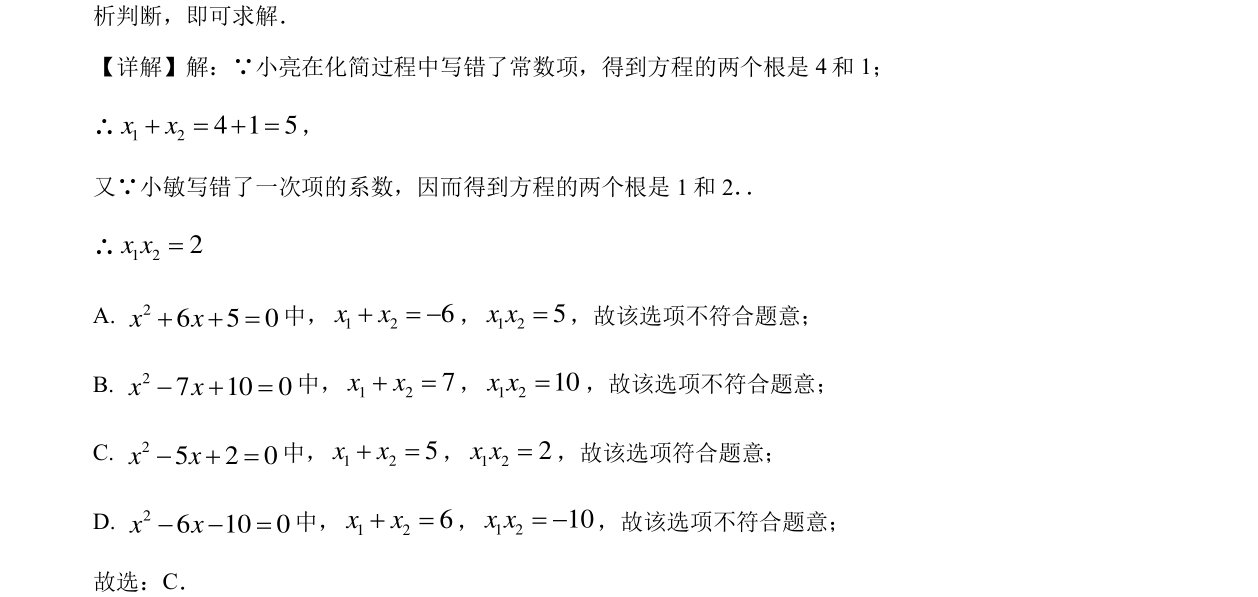 析判断，即可求解．
【详解】解：∵小亮在化简过程中写错了常数项，得到方程的两个根是 4 和 1；
∴ x₁ + x₂ = 4+1 = 5，
又∵小敏写错了一次项的系数，因而得到方程的两个根是 1 和 2．.
∴ x₁x₂ = 2
A. x² + 6x + 5 = 0 中， x₁ + x₂ = −6， x₁x₂ = 5，故该选项不符合题意；
B. x² − 7x + 10 = 0 中， x₁ + x₂ = 7， x₁x₂ = 10，故该选项不符合题意；
C. x² − 5x + 2 = 0 中， x₁ + x₂ = 5， x₁x₂ = 2，故该选项符合题意；
D. x² − 6x − 10 = 0 中， x₁ + x₂ = 6， x₁x₂ = −10，故该选项不符合题意；
故选：C．